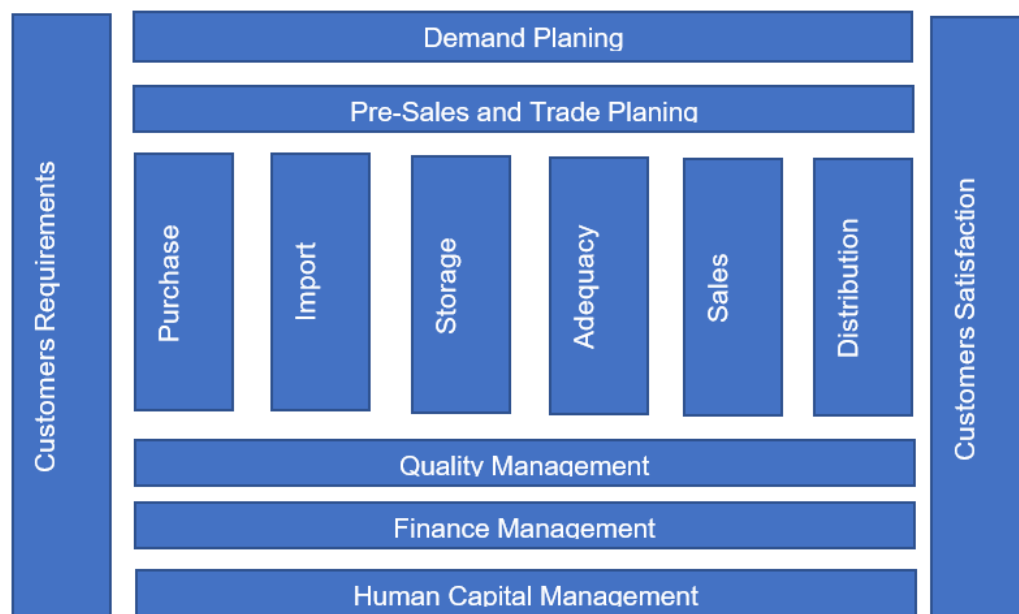 Customers Requirements
Demand Planing
Pre-Sales and Trade Planing
Purchase
Import
Storage
Adequacy
Sales
Distribution
Quality Management
Finance Management
Human Capital Management
Customers Satisfaction